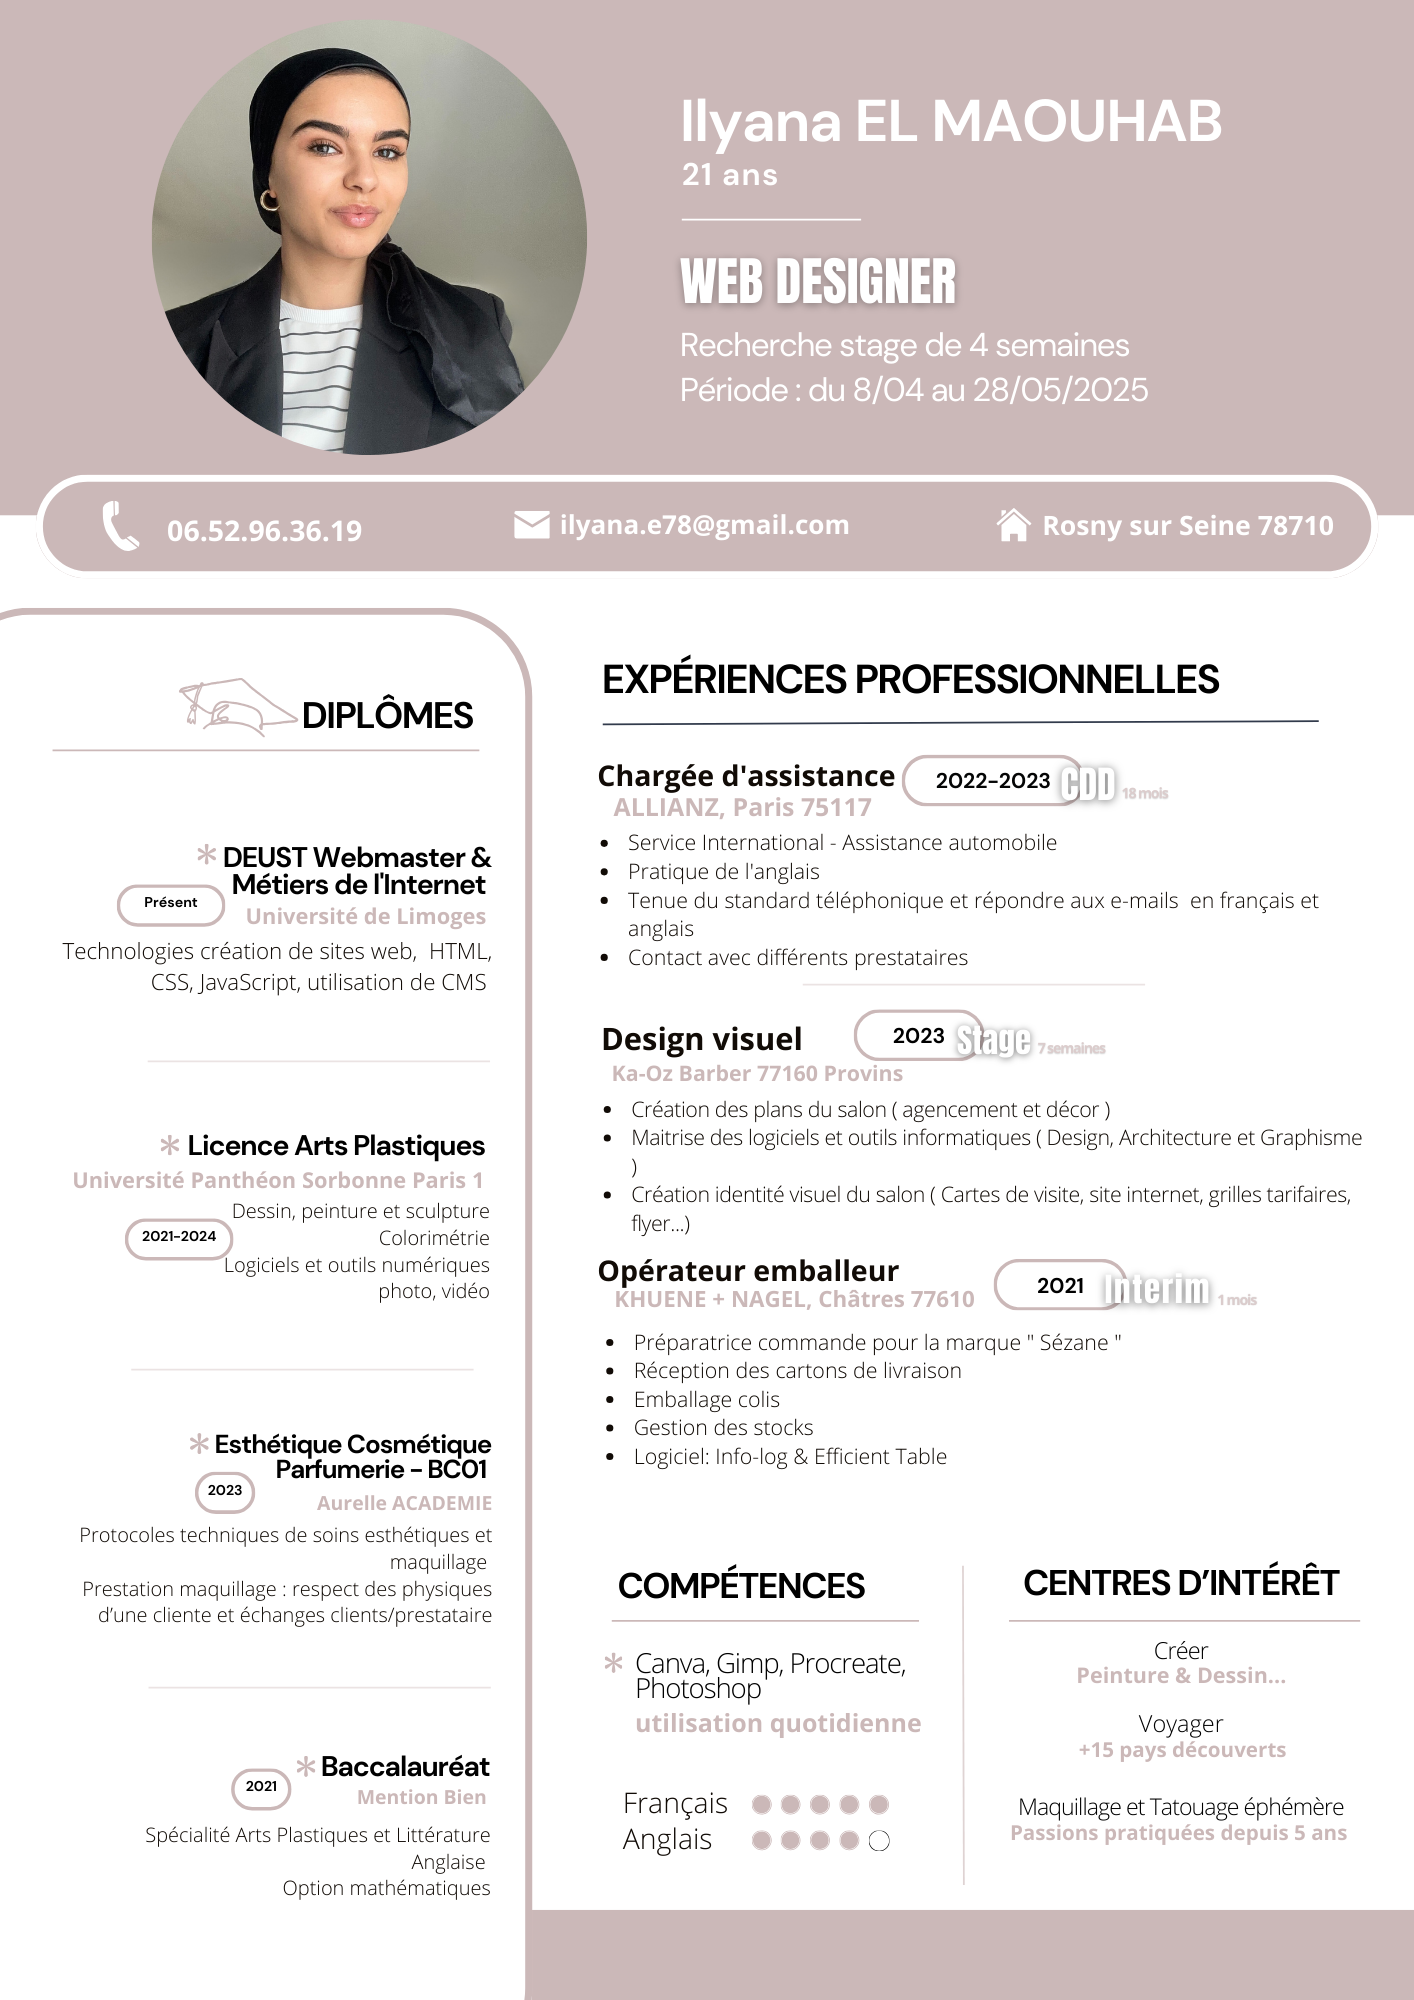 Ilyana EL MAOUHAB
21 ans
WEB DESIGNER
Recherche stage de 4 semaines
Période : du 8/04 au 28/05/2025
06.52.96.36.19
ilyana.e78@gmail.com
Rosny sur Seine 78710
DIPLÔMES
DEUST Webmaster &
Métiers de l'Internet
Présent
Université de Limoges
Technologies création de sites web, HTML,
CSS, JavaScript, utilisation de CMS
Licence Arts Plastiques
Université Panthéon Sorbonne Paris 1
2021-2024
Dessin, peinture et sculpture
Colorimétrie
Logiciels et outils numériques
photo, vidéo
Esthétique Cosmétique
Parfumerie - BC01
2023
Aurelle ACADEMIE
Protocoles techniques de soins esthétiques et
maquillage
Prestation maquillage : respect des physiques
d’une cliente et échanges clients/prestataire
Baccalauréat
2021
Mention Bien
Spécialité Arts Plastiques et Littérature
Anglaise
Option mathématiques
EXPÉRIENCES PROFESSIONNELLES
Chargée d'assistance
2022-2023
CDD
18 mois
ALLIANZ, Paris 75117
• Service International - Assistance automobile
• Pratique de l'anglais
• Tenue du standard téléphonique et répondre aux e-mails en français et
anglais
• Contact avec différents prestataires
Design visuel
2023
Stage
7 semaines
Ka-Oz Barber 77160 Provins
• Création des plans du salon ( agencement et décor )
• Maitrise des logiciels et outils informatiques ( Design, Architecture et Graphisme
)
• Création identité visuel du salon ( Cartes de visite, site internet, grilles tarifaires,
flyer...)
Opérateur emballeur
2021
Interim
1 mois
KHUENE + NAGEL, Châtres 77610
• Préparatrice commande pour la marque " Sézane "
• Réception des cartons de livraison
• Emballage colis
• Gestion des stocks
• Logiciel: Info-log & Efficient Table
COMPÉTENCES
Canva, Gimp, Procreate,
Photoshop
utilisation quotidienne
Français
Anglais
CENTRES D’INTÉRÊT
Créer
Peinture & Dessin...
Voyager
+15 pays découverts
Maquillage et Tatouage éphémère
Passions pratiquées depuis 5 ans